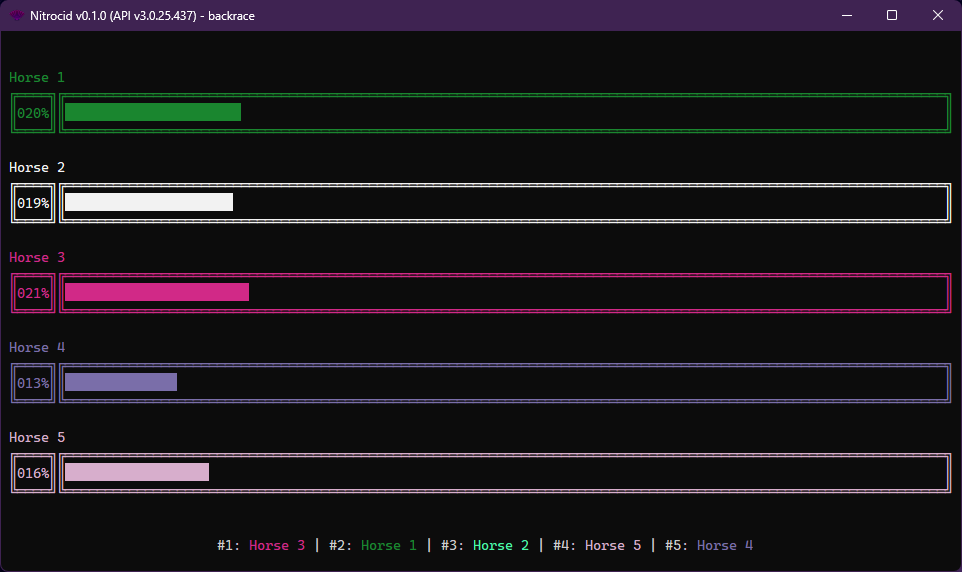 Nitrocid v0.1.0 (API v3.0.25.437) - backrace
Horse 1
020%
Horse 2
019%
Horse 3
021%
Horse 4
013%
Horse 5
016%
#1: Horse 3 | #2: Horse 1 | #3: Horse 2 | #4: Horse 5 | #5: Horse 4